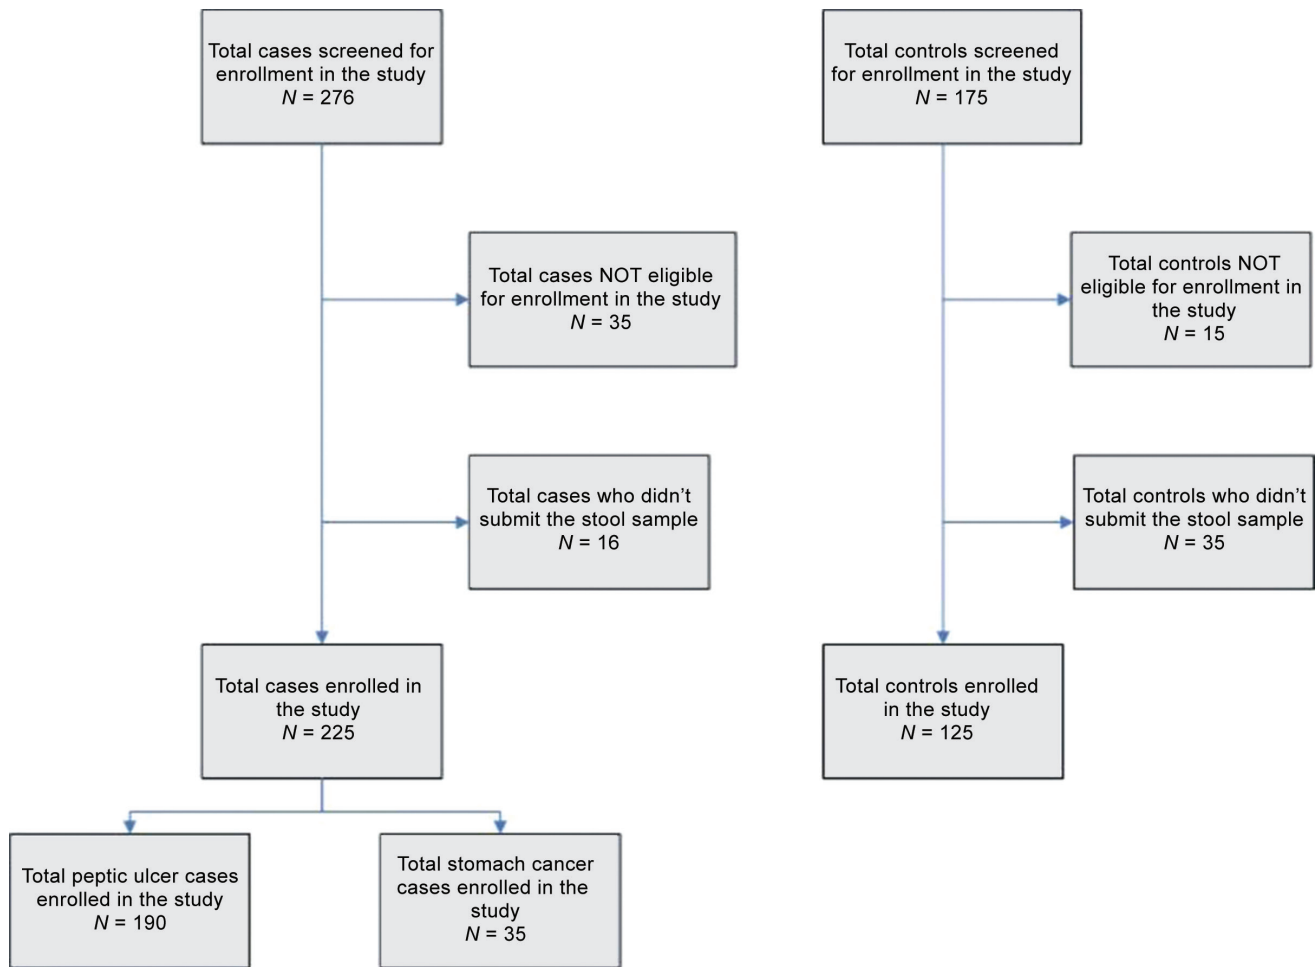 Total cases screened for
enrollment in the study
N = 276
Total controls screened
for enrollment in the study
N = 175
Total cases NOT eligible
for enrollment in the study
N = 35
Total controls NOT
eligible for enrollment in
the study
N = 15
Total cases who didn’t
submit the stool sample
N = 16
Total controls who didn’t
submit the stool sample
N = 35
Total cases enrolled in
the study
N = 225
Total controls enrolled
in the study
N = 125
Total peptic ulcer cases
enrolled in the study
N = 190
Total stomach cancer
cases enrolled in the
study
N = 35